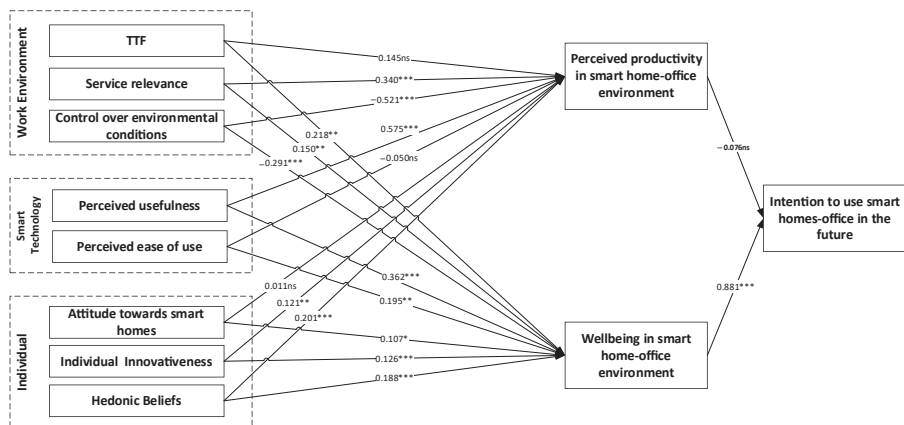 Work Environment
TTF
Service relevance
Control over environmental
conditions
Smart
Technology
Perceived usefulness
Perceived ease of use
Individual
Attitude towards smart
homes
Individual Innovativeness
Hedonic Beliefs
0.145ns
0.340***
−0.521***
0.218**
0.150**
−0.291***
0.575***
−0.050ns
0.362***
0.195**
0.011ns
0.121**
0.201***
0.107*
0.126***
0.188***
Perceived productivity
in smart home-office
environment
Wellbeing in smart
home-office
environment
−0.076ns
0.881***
Intention to use smart
homes-office in the
future